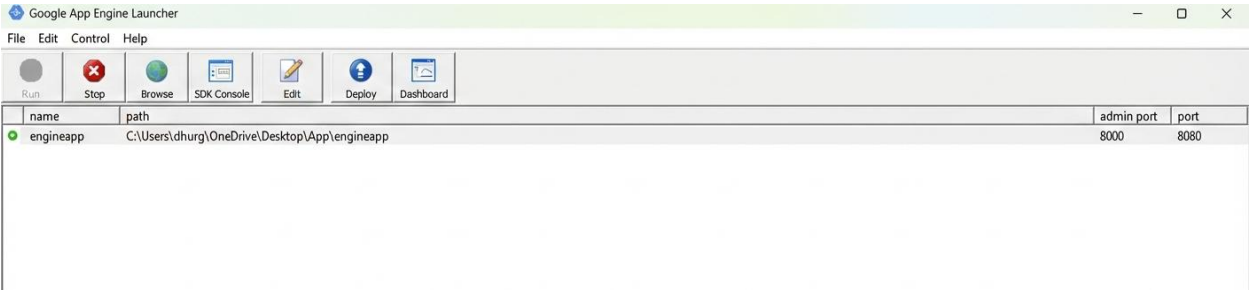 Google App Engine Launcher
File Edit Control Help
Run Stop Browse SDK Console Edit Deploy Dashboard
name path admin port port
engineapp C:\Users\dhurg\OneDrive\Desktop\App\engineapp 8000 8080